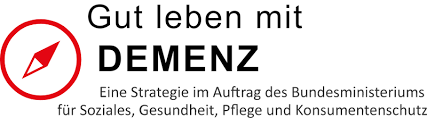 Gut leben mit
DEMENZ
Eine Strategie im Auftrag des Bundesministeriums
für Soziales, Gesundheit, Pflege und Konsumentenschutz